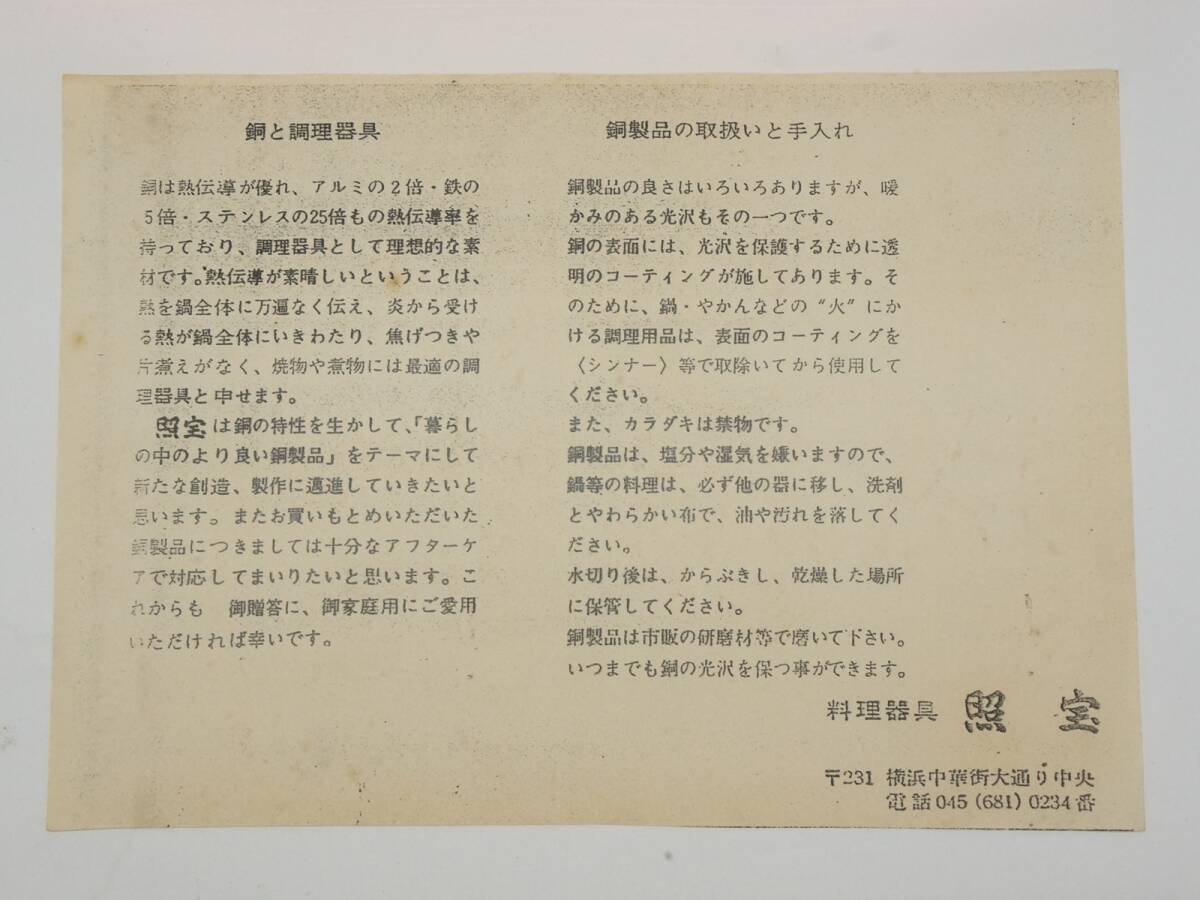 銅と調理器具
銅は熱伝導が優れ、アルミの2倍・鉄の
5倍・ステンレスの25倍もの熱伝導率を
持っており、調理器具として理想的な素
材です。熱伝導が素晴しいということは、
熱を鍋全体に万遍なく伝え、炎から受け
る熱が鍋全体にいきわたり、焦げつきや
片煮えがなく、焼物や煮物には最適の調
理器具と申せます。
照宝は銅の特性を生かして、「暮らし
の中のより良い銅製品」をテーマにして
新たな創造、製作に邁進していきたいと
思います。またお買いもとめいただいた
銅製品につきましては十分なアフターケ
アで対応してまいりたいと思います。こ
れからも 御贈答に、御家庭用にご愛用
いただければ幸いです。
銅製品の取扱いと手入れ
銅製品の良さはいろいろありますが、暖
かみのある光沢もその一つです。
銅の表面には、光沢を保護するために透
明のコーティングが施してあります。そ
のために、鍋・やかんなどの“火”にか
ける調理用品は、表面のコーティングを
〈シンナー〉等で取除いてから使用して
ください。
また、カラダキは禁物です。
銅製品は、塩分や湿気を嫌いますので、
鍋等の料理は、必ず他の器に移し、洗剤
とやわらかい布で、油や汚れを落してく
ださい。
水切り後は、からぶきし、乾燥した場所
に保管してください。
銅製品は市販の研磨材等で磨いて下さい。
いつまでも銅の光沢を保つ事ができます。
料理器具 照宝
〒231 横浜中華街大通り中央
電話045(681)0234番